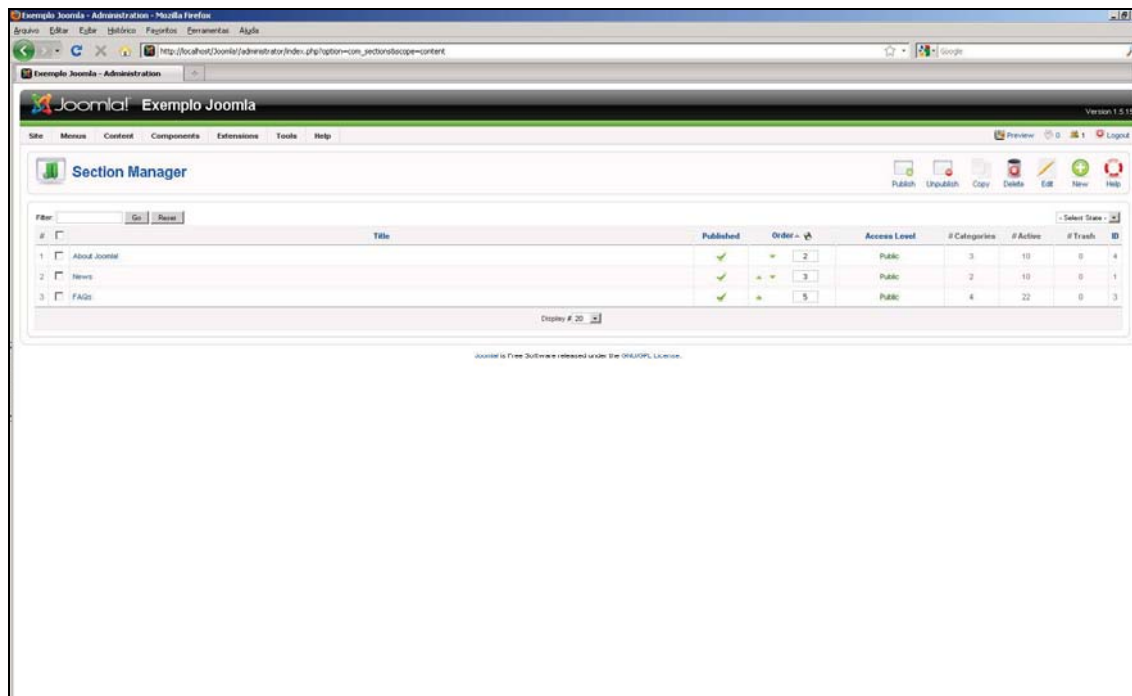 Exemplo Joomla - Administration - Mozilla Firefox
Arquivo Editar Exibir Histórico Favoritos Ferramentas Ajuda
http://localhost/Joomla!/administrator/index.php?option=com_sections&scope=content Google
Exemplo Joomla - Administration
Joomla! Exemplo Joomla
Version 1.5.15
Site Menus Content Components Extensions Tools Help Preview 0 1 Logout
Section Manager
Publish Unpublish Copy Delete Edit New Help
Filter: Go Reset - Select State -
# Title Published Order Access Level # Categories # Active # Trash ID
1 About Joomla! 2 Public 3 10 0 4
2 News 3 Public 2 10 0 1
3 FAQs 5 Public 4 22 0 3
Display # 20
Joomla! is Free Software released under the GNU/GPL License.